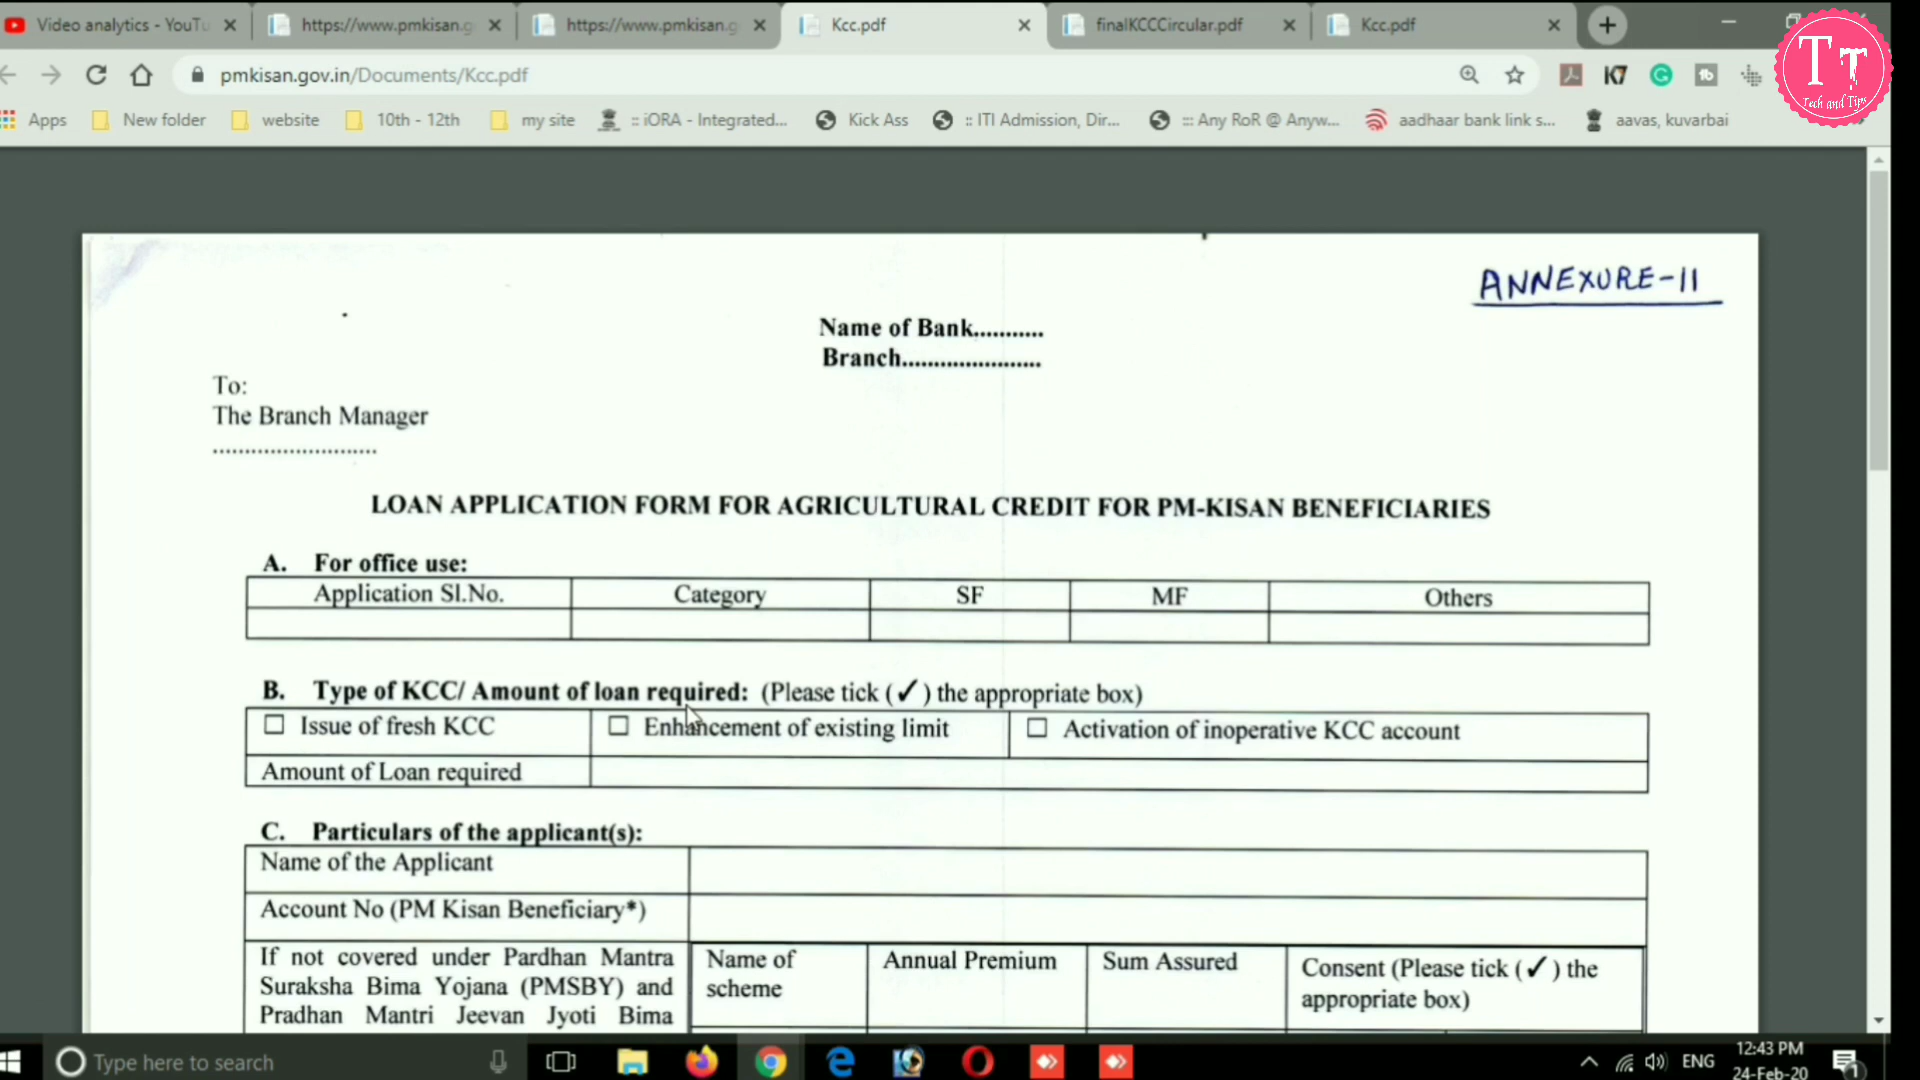 Video analytics - YouTu
https://www.pmkisan.g
https://www.pmkisan.g
Kcc.pdf
finalKCCCircular.pdf
Kcc.pdf
pmkisan.gov.in/Documents/Kcc.pdf
K7
Tt
Tech and Tips
Apps
New folder
website
10th - 12th
my site
:: iORA - Integrated...
Kick Ass
:: ITI Admission, Dir...
::: Any RoR @ Anyw...
aadhaar bank link s...
aavas, kuvarbai
ANNEXURE-II
Name of Bank...........
Branch......................
To:
The Branch Manager
..........................
LOAN APPLICATION FORM FOR AGRICULTURAL CREDIT FOR PM-KISAN BENEFICIARIES
A. For office use:
Application Sl.No. Category SF MF Others
B. Type of KCC/ Amount of loan required: (Please tick (✓) the appropriate box)
☐ Issue of fresh KCC ☐ Enhancement of existing limit ☐ Activation of inoperative KCC account
Amount of Loan required
C. Particulars of the applicant(s):
Name of the Applicant
Account No (PM Kisan Beneficiary*)
If not covered under Pardhan Mantra
Suraksha Bima Yojana (PMSBY) and
Pradhan Mantri Jeevan Jyoti Bima
Name of
scheme
Annual Premium
Sum Assured
Consent (Please tick (✓) the
appropriate box)
Type here to search
ENG
12:43 PM
24-Feb-20
1